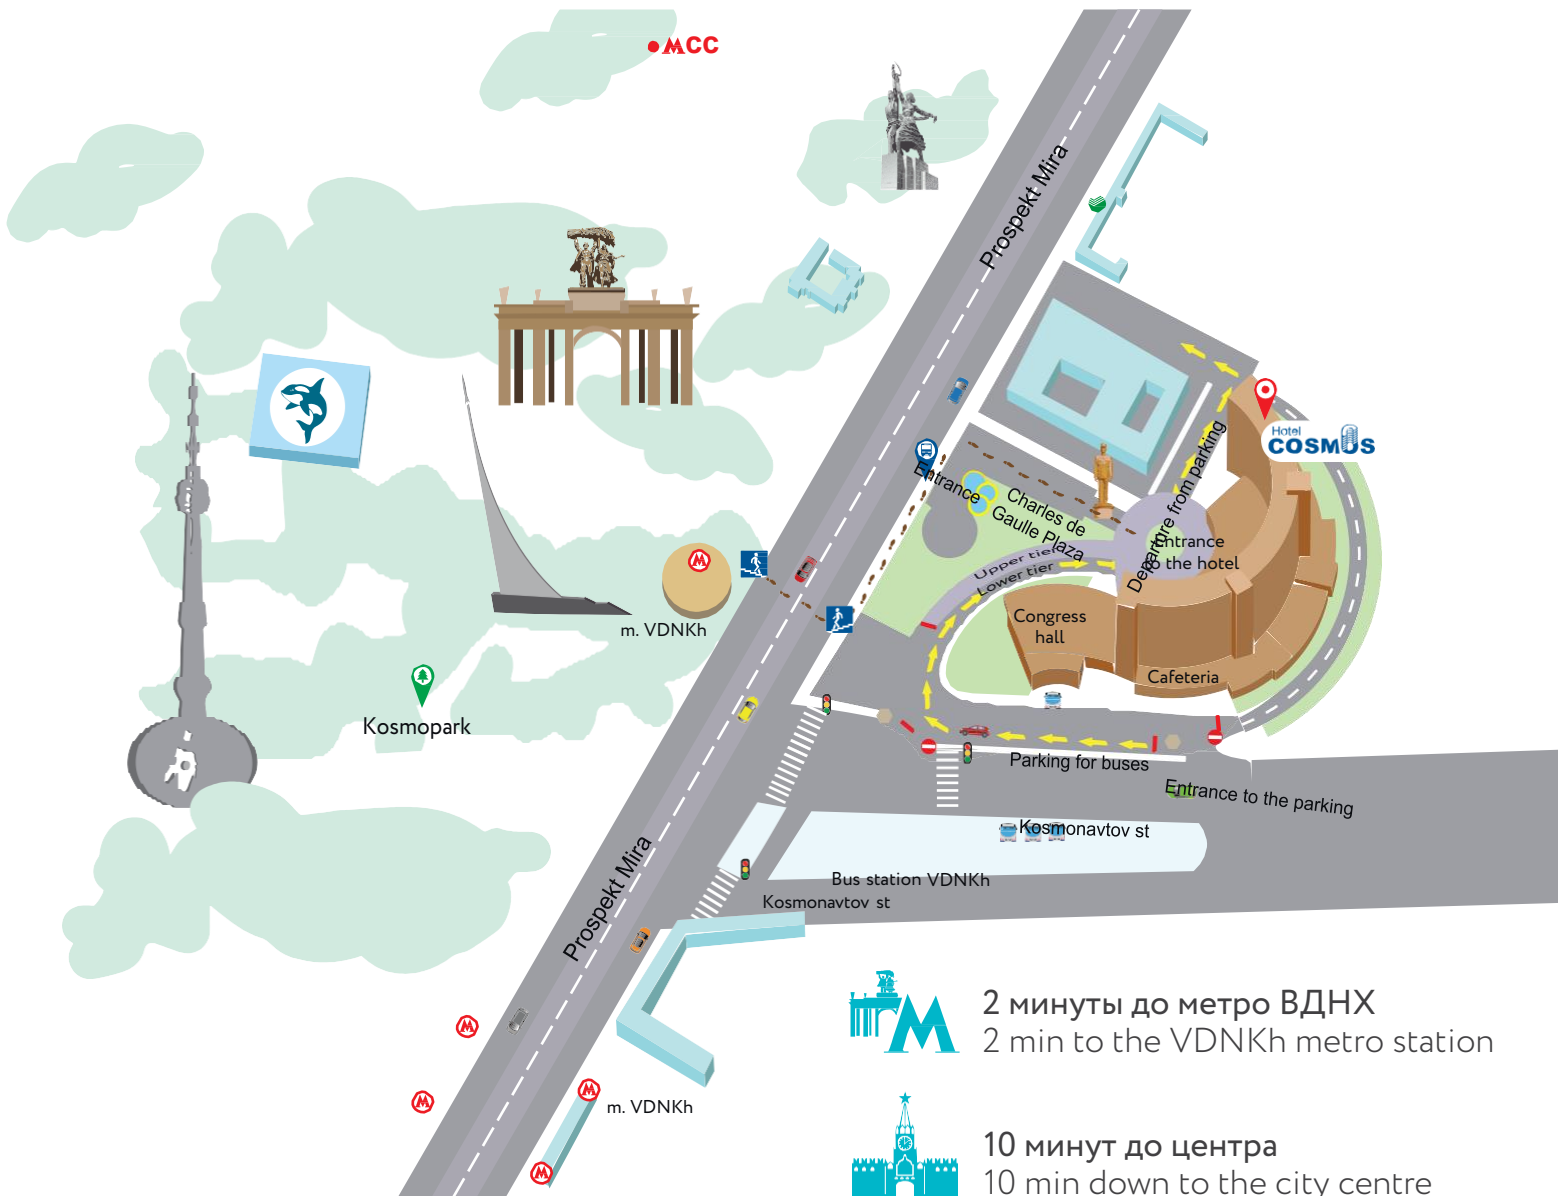 МСС
Prospekt Mira
Hotel
COSMOS
Entrance
Charles de
Gaulle Plaza
Departure from parking
Entrance
to the hotel
Upper tier
Lower tier
Congress
hall
Cafeteria
m. VDNKh
Kosmopark
Parking for buses
Entrance to the parking
Kosmonavtov st
Bus station VDNKh
Kosmonavtov st
Prospekt Mira
m. VDNKh
2 минуты до метро ВДНХ
2 min to the VDNKh metro station
10 минут до центра
10 min down to the city centre